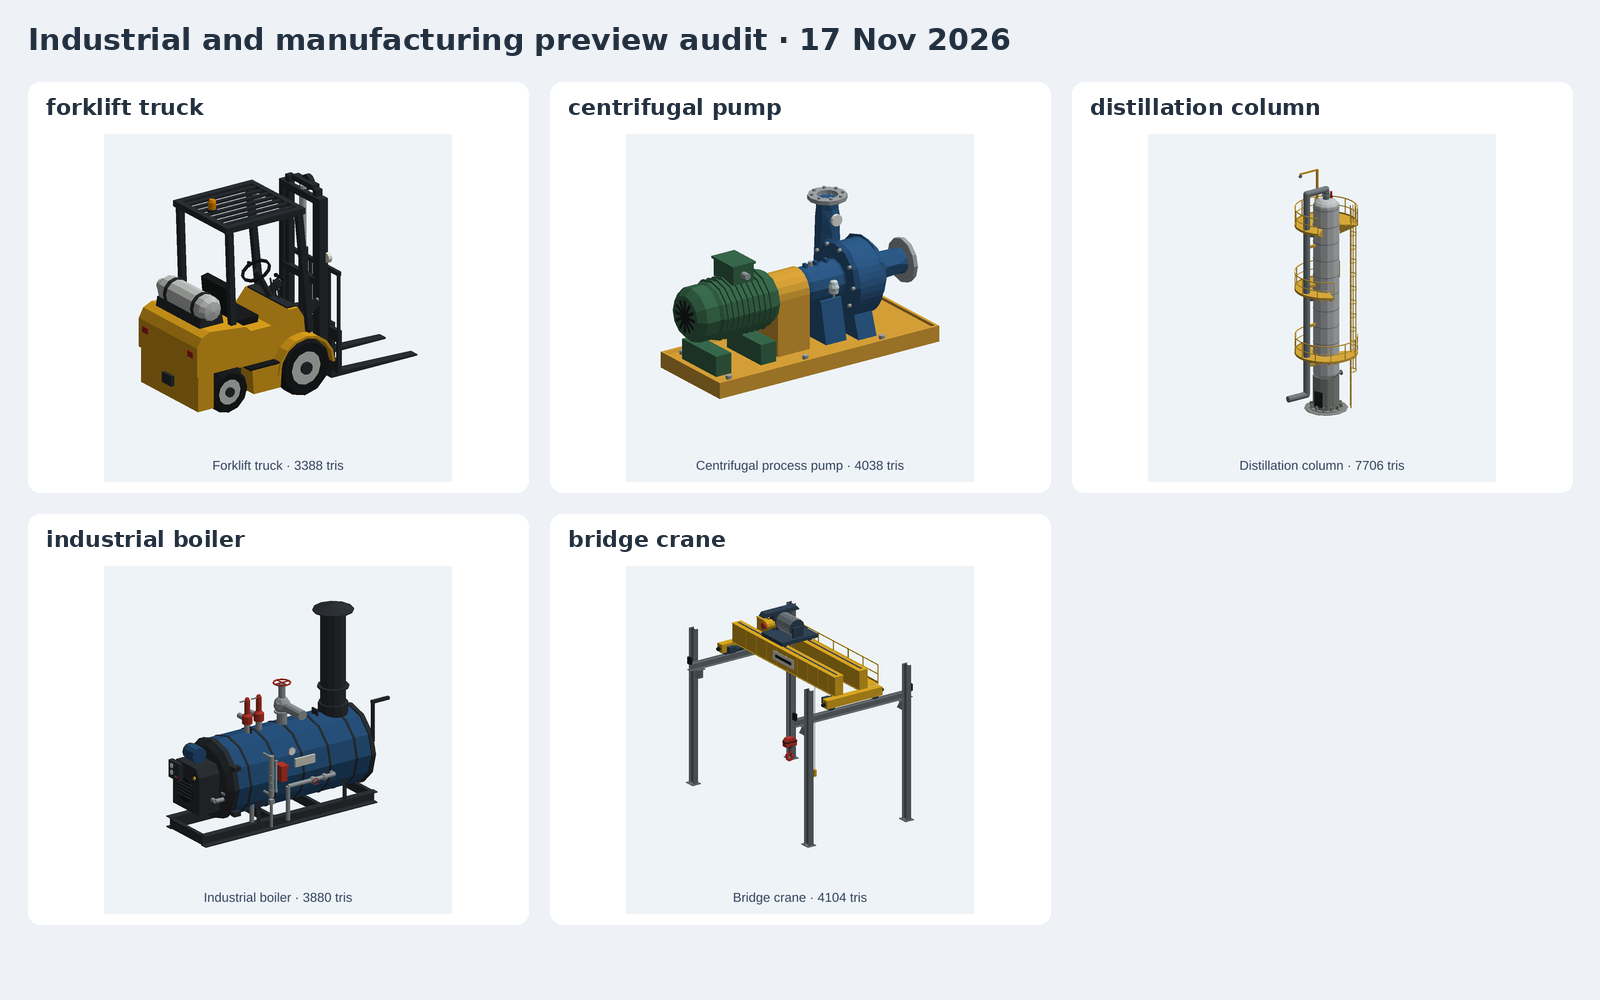 Industrial and manufacturing preview audit · 17 Nov 2026
forklift truck
centrifugal pump
distillation column
Forklift truck · 3388 tris
Centrifugal process pump · 4038 tris
Distillation column · 7706 tris
industrial boiler
bridge crane
Industrial boiler · 3880 tris
Bridge crane · 4104 tris